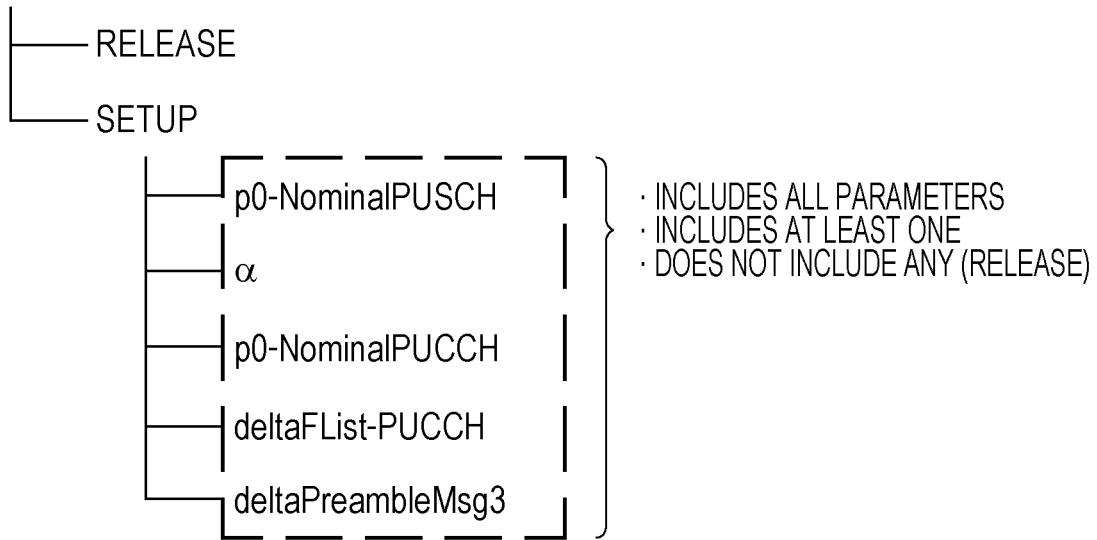 RELEASE
SETUP
p0-NominalPUSCH
α
p0-NominalPUCCH
deltaFList-PUCCH
deltaPreambleMsg3
· INCLUDES ALL PARAMETERS
· INCLUDES AT LEAST ONE
· DOES NOT INCLUDE ANY (RELEASE)